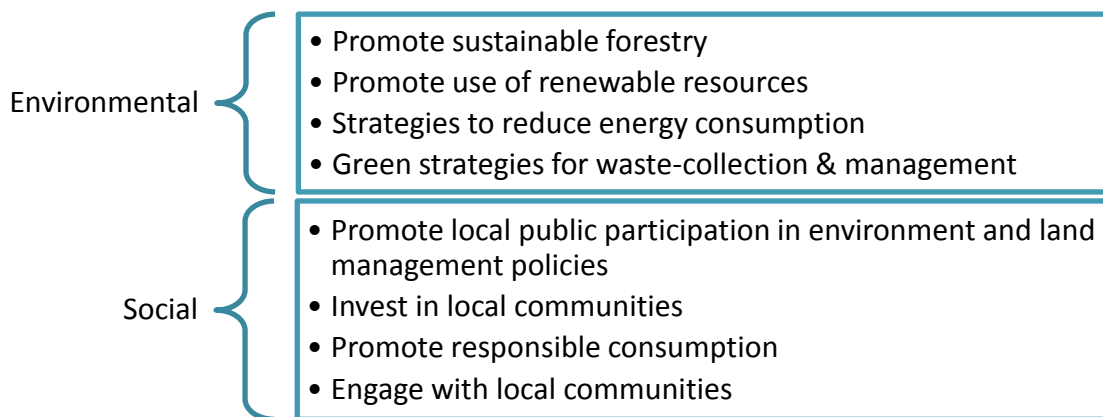 Environmental
• Promote sustainable forestry
• Promote use of renewable resources
• Strategies to reduce energy consumption
• Green strategies for waste-collection & management
Social
• Promote local public participation in environment and land
management policies
• Invest in local communities
• Promote responsible consumption
• Engage with local communities